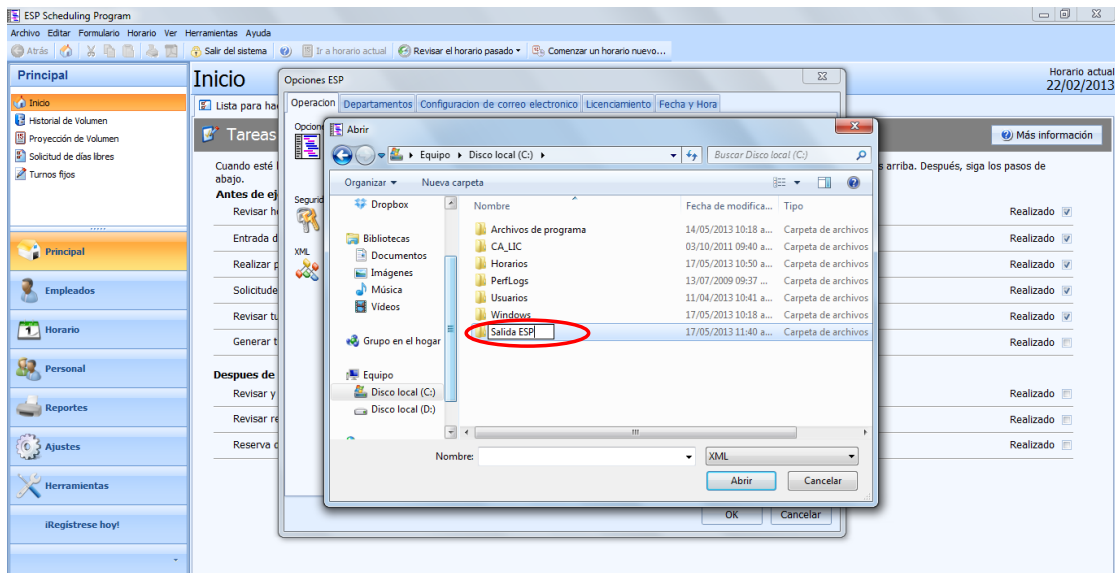 ESP Scheduling Program
Archivo Editar Formulario Horario Ver Herramientas Ayuda
Atrás Salir del sistema Ir a horario actual Revisar el horario pasado Comenzar un horario nuevo...
Principal
Inicio
Historial de Volumen
Proyección de Volumen
Solicitud de días libres
Turnos fijos
Principal
Empleados
Horario
Personal
Reportes
Ajustes
Herramientas
¡Regístrese hoy!
Inicio
Horario actual
22/02/2013
Lista para ha
Tareas
Más información
Cuando esté l
s arriba. Después, siga los pasos de
abajo.
Antes de ej
Revisar h
Realizado
Entrada d
Realizado
Realizar p
Realizado
Solicitude
Realizado
Revisar tu
Realizado
Generar t
Realizado
Despues de
Revisar y
Realizado
Revisar re
Realizado
Reserva d
Realizado
Opciones ESP
Operacion Departamentos Configuracion de correo electronico Licenciamiento Fecha y Hora
Opcion
Segurid
XML
OK Cancelar
Abrir
Equipo Disco local (C:)
Buscar Disco local (C:)
Organizar Nueva carpeta
Dropbox
Bibliotecas
Documentos
Imágenes
Música
Vídeos
Grupo en el hogar
Equipo
Disco local (C:)
Disco local (D:)
Nombre Fecha de modifica... Tipo
Archivos de programa 14/05/2013 10:18 a... Carpeta de archivos
CA_LIC 03/10/2011 09:40 a... Carpeta de archivos
Horarios 17/05/2013 10:50 a... Carpeta de archivos
PerfLogs 13/07/2009 09:37 ... Carpeta de archivos
Usuarios 11/04/2013 10:41 a... Carpeta de archivos
Windows 17/05/2013 10:18 a... Carpeta de archivos
Salida ESP 17/05/2013 11:40 a... Carpeta de archivos
Nombre: XML
Abrir Cancelar